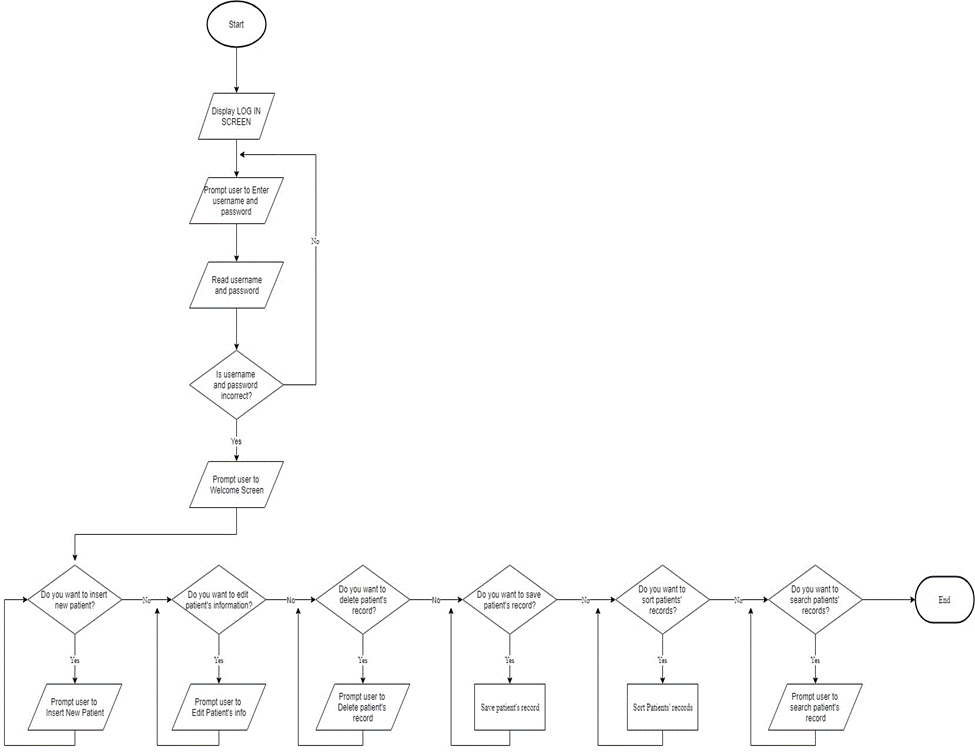 Start
Display LOG IN
SCREEN
Prompt user to Enter
username and
password
No
Read username
and password
Is username
and password
incorrect?
Yes
Prompt user to
Welcome Screen
Do you want to insert
new patient?
No
Do you want to edit
patient's information?
No
Do you want to
delete patient's
record?
No
Do you want to save
patient's record?
No
Do you want to
sort patients'
records?
No
Do you want to
search patients'
records?
End
Yes
Yes
Yes
Yes
Yes
Yes
Prompt user to
Insert New Patient
Prompt user to
Edit Patient's info
Prompt user to
Delete patient's
record
Save patient's record
Sort Patients' records
Prompt user to
search patient's
record